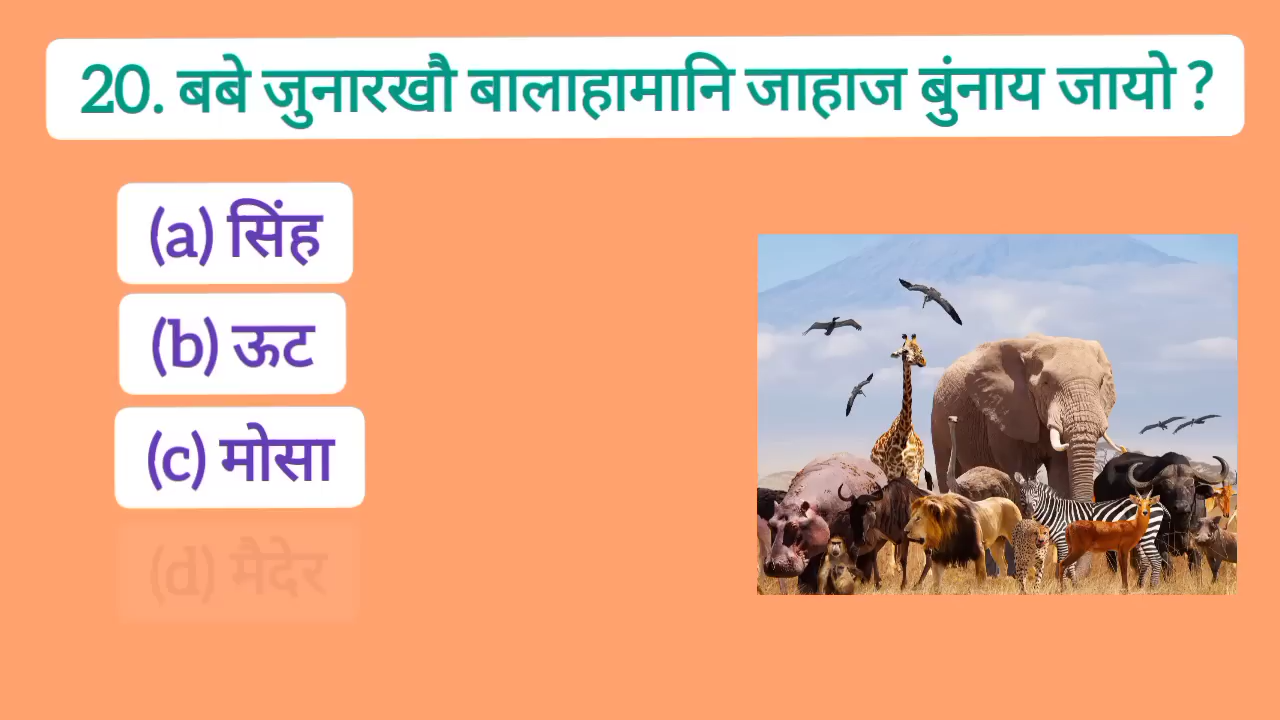 20. बबे जुनारखौ बालाहामानि जाहाज बुंनाय जायो ?
(a) सिंह
(b) ऊट
(c) मोसा
(d) मैदेर